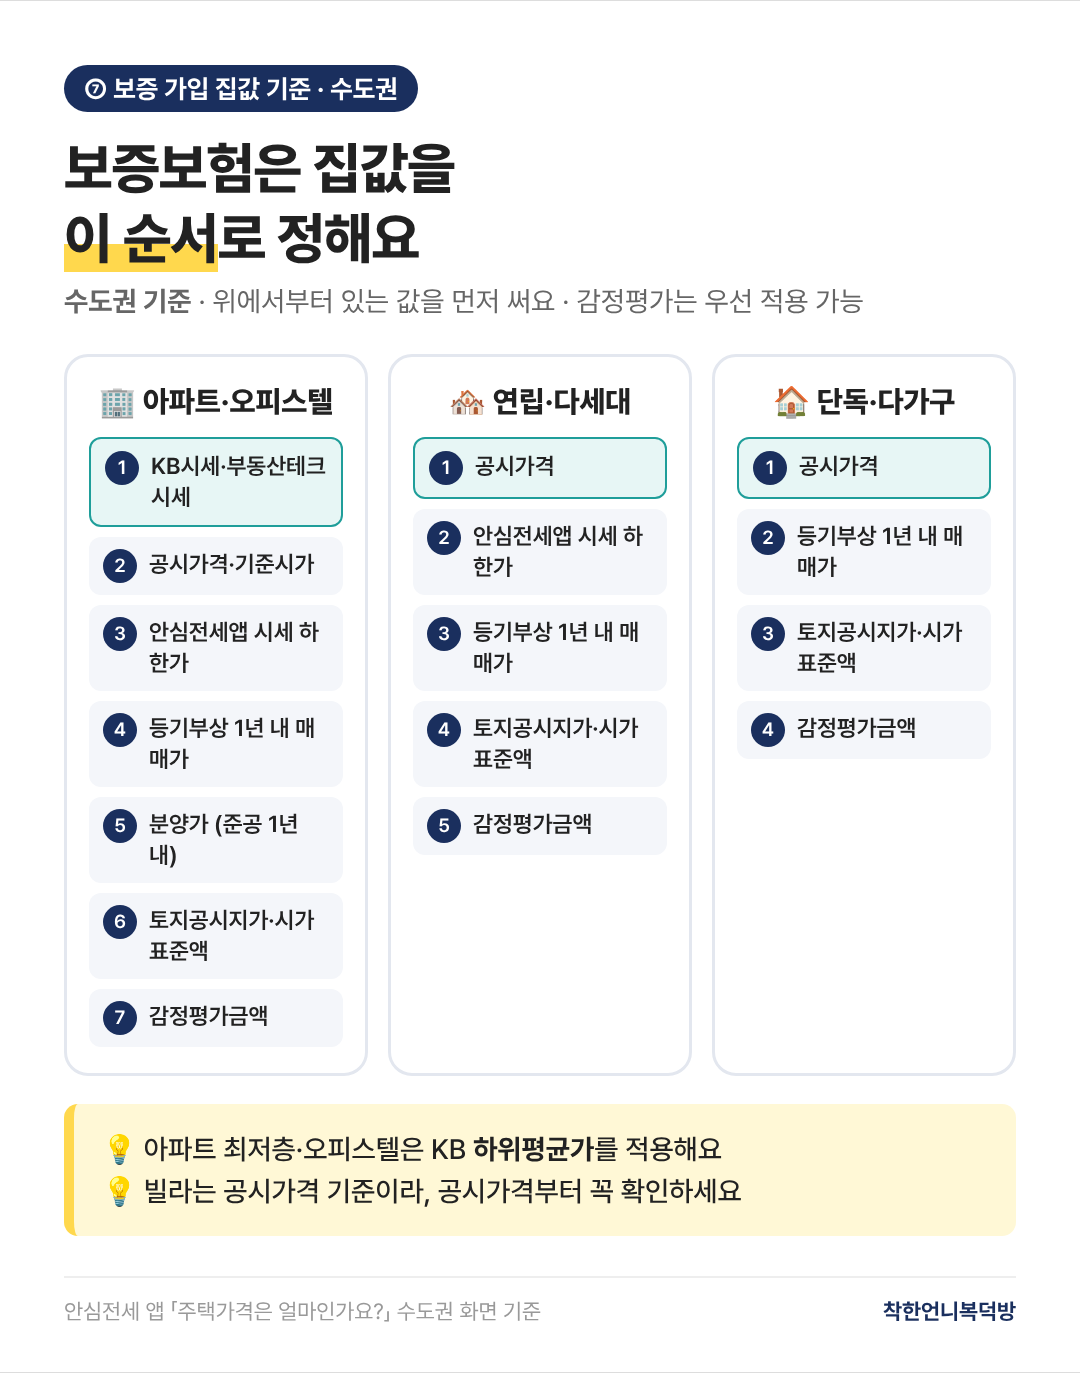 ⑦ 보증 가입 집값 기준 · 수도권
보증보험은 집값을
이 순서로 정해요
수도권 기준 · 위에서부터 있는 값을 먼저 써요 · 감정평가는 우선 적용 가능
🏢 아파트·오피스텔
1 KB시세·부동산테크
시세
2 공시가격·기준시가
3 안심전세앱 시세 하
한가
4 등기부상 1년 내 매
매가
5 분양가 (준공 1년
내)
6 토지공시지가·시가
표준액
7 감정평가금액
🏘️ 연립·다세대
1 공시가격
2 안심전세앱 시세 하
한가
3 등기부상 1년 내 매
매가
4 토지공시지가·시가
표준액
5 감정평가금액
🏠 단독·다가구
1 공시가격
2 등기부상 1년 내 매
매가
3 토지공시지가·시가
표준액
4 감정평가금액
💡 아파트 최저층·오피스텔은 KB 하위평균가를 적용해요
💡 빌라는 공시가격 기준이라, 공시가격부터 꼭 확인하세요
안심전세 앱 「주택가격은 얼마인가요?」 수도권 화면 기준
착한언니복덕방